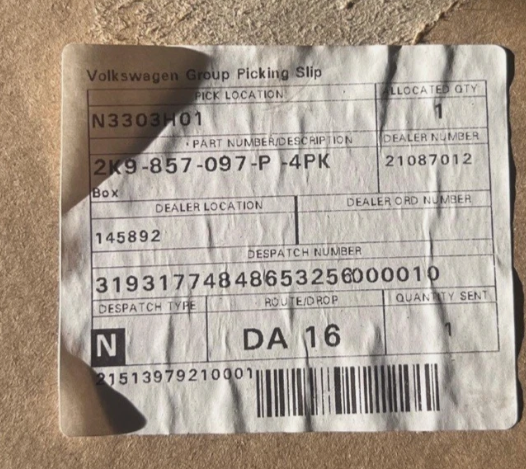 Volkswagen Group Picking Slip
PICK LOCATION ALLOCATED QTY
N3303H01 1
PART NUMBER/DESCRIPTION DEALER NUMBER
2K9-857-097-P -4PK 21087012
Box
DEALER LOCATION DEALER ORD NUMBER
145892
DESPATCH NUMBER
31931774848653256000010
DESPATCH TYPE ROUTE/DROP QUANTITY SENT
N DA 16 1
21513979210001